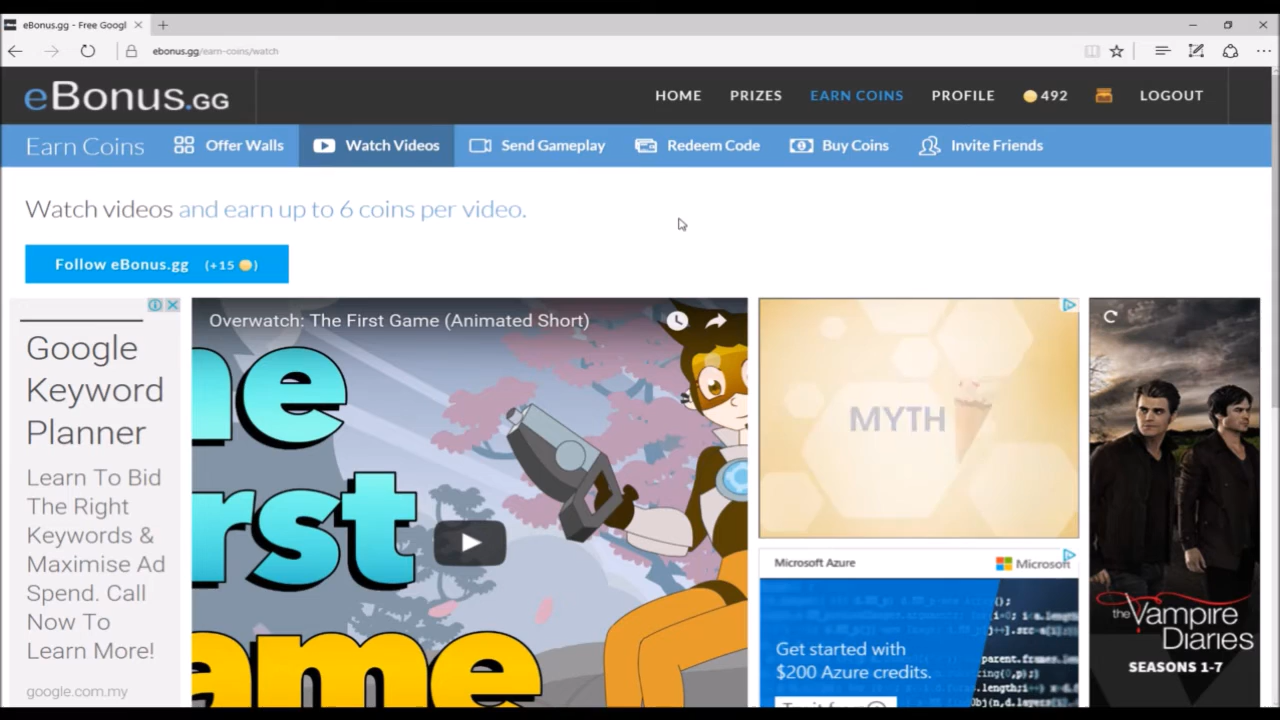 eBonus.gg - Free Googl
ebonus.gg/earn-coins/watch
eBonus.GG
HOME PRIZES EARN COINS PROFILE 492 LOGOUT
Earn Coins Offer Walls Watch Videos Send Gameplay Redeem Code Buy Coins Invite Friends
Watch videos and earn up to 6 coins per video.
Follow eBonus.gg (+15 )
Google
Keyword
Planner
Learn To Bid
The Right
Keywords &
Maximise Ad
Spend. Call
Now To
Learn More!
google.com.my
Overwatch: The First Game (Animated Short)
ne
rst
ame
MYTH
Microsoft Azure
Microsoft
Get started with
$200 Azure credits.
the Vampire
Diaries
SEASONS 1-7